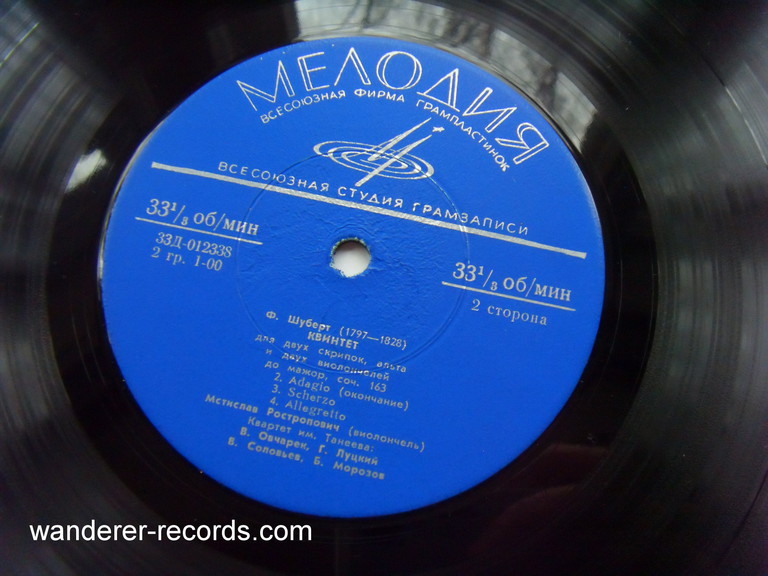 МЕЛОДИЯ
ВСЕСОЮЗНАЯ ФИРМА ГРАМПЛАСТИНОК
ВСЕСОЮЗНАЯ СТУДИЯ ГРАМЗАПИСИ
33⅓ об/мин
33Д-012338
2 гр. 1-00
33⅓ об/мин
2 сторона
Ф. Шуберт (1797—1828)
КВИНТЕТ
для двух скрипок, альта
и двух виолончелей
до мажор, соч. 163
2. Adagio (окончание)
3. Scherzo
4. Allegretto
Мстислав Ростропович (виолончель)
Квартет им. Танеева:
В. Овчарек, Г. Луцкий
В. Соловьев, Б. Морозов
wanderer-records.com